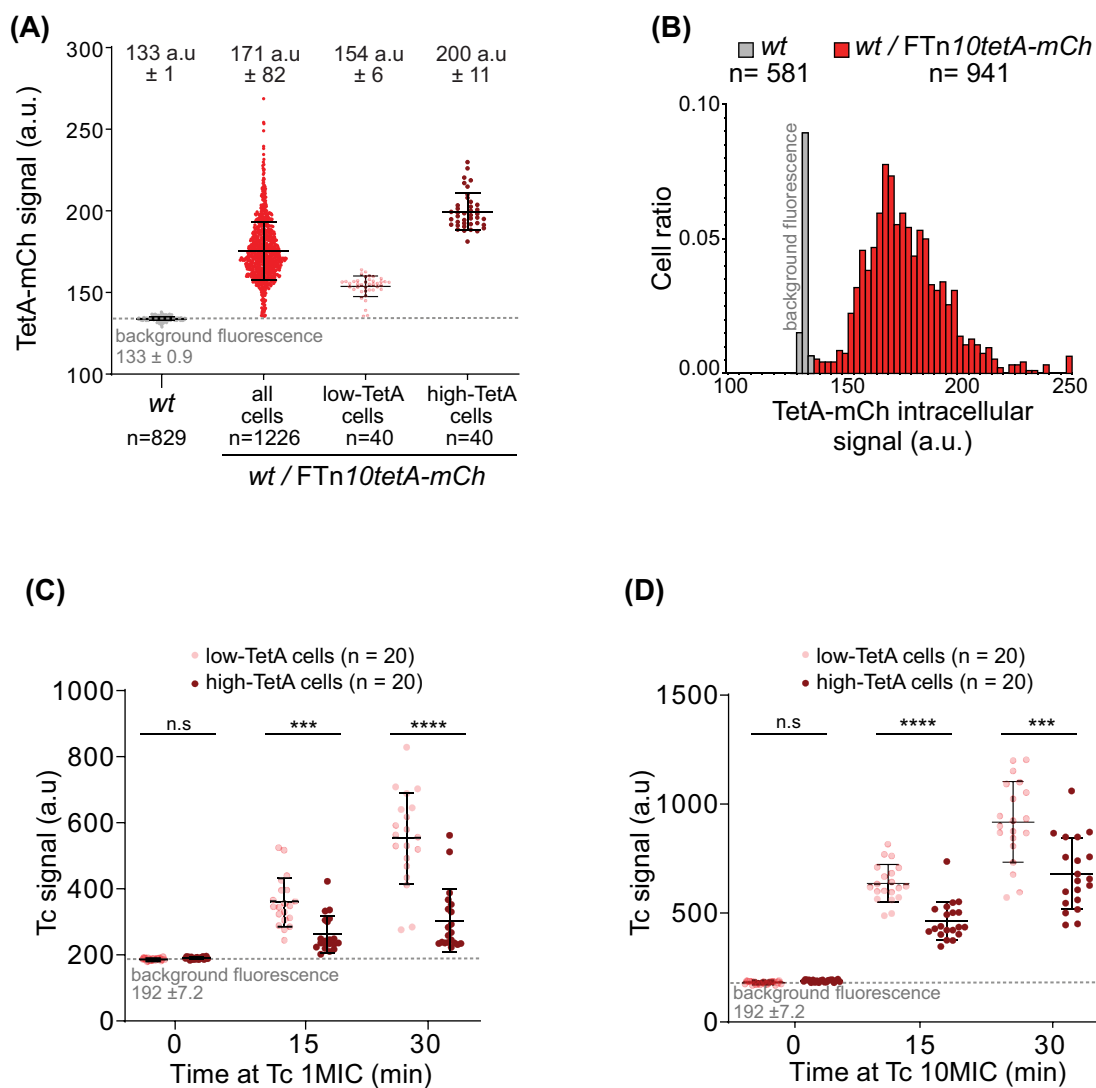 (A)
133 a.u
± 1
171 a.u
± 82
154 a.u
± 6
200 a.u
± 11
TetA-mCh signal (a.u.)
300
250
200
150
100
background fluorescence
133 ± 0.9
wt
n=829
all
cells
n=1226
low-TetA
cells
n=40
high-TetA
cells
n=40
wt / FTn10tetA-mCh
(B)
wt
n= 581
wt / FTn10tetA-mCh
n= 941
Cell ratio
0.10
0.05
0.00
background fluorescence
100
150
200
250
TetA-mCh intracellular
signal (a.u.)
(C)
low-TetA cells (n = 20)
high-TetA cells (n = 20)
Tc signal (a.u)
1000
800
600
400
200
0
n.s
***
****
background fluorescence
192 ±7.2
0
15
30
Time at Tc 1MIC (min)
(D)
low-TetA cells (n = 20)
high-TetA cells (n = 20)
Tc signal (a.u)
1500
1000
500
0
n.s
****
***
background fluorescence
192 ±7.2
0
15
30
Time at Tc 10MIC (min)